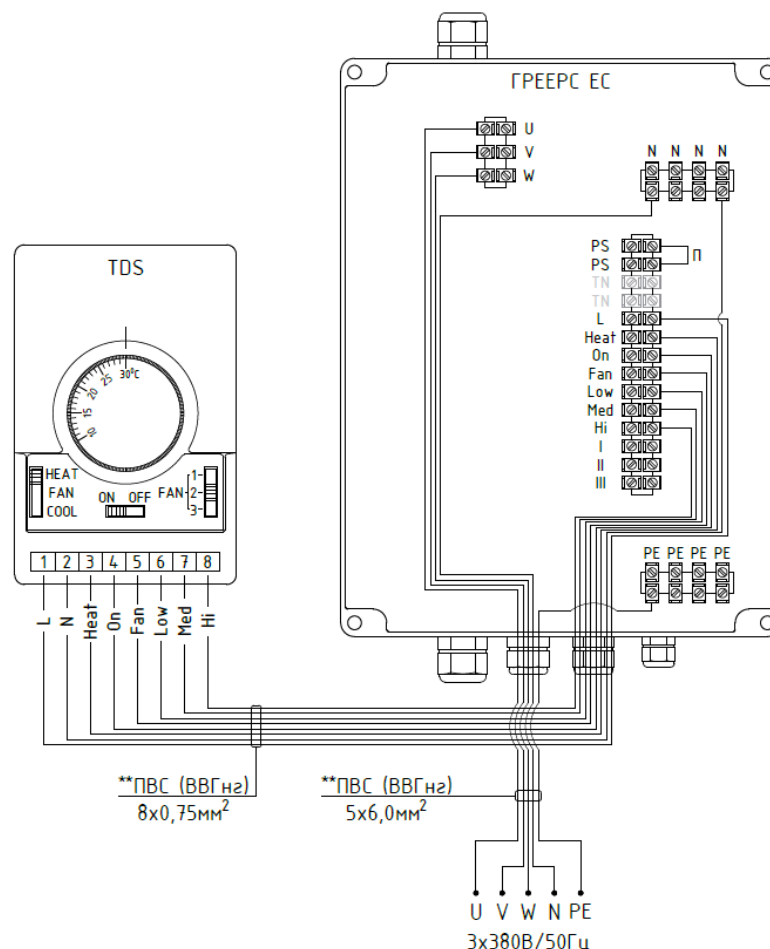 ГРЕЕРС ЕС
U
V
W
N N N N
PS
PS
П
TN
TN
L
Heat
On
Fan
Low
Med
Hi
I
II
III
PE PE PE PE
TDS
10 15 20 25 30°C
HEAT
FAN
COOL
ON OFF
FAN
1
2
3
1 2 3 4 5 6 7 8
L N Heat On Fan Low Med Hi
**ПВС (ВВГнг)
8х0,75мм²
**ПВС (ВВГнг)
5х6,0мм²
U V W N PE
3х380В/50Гц